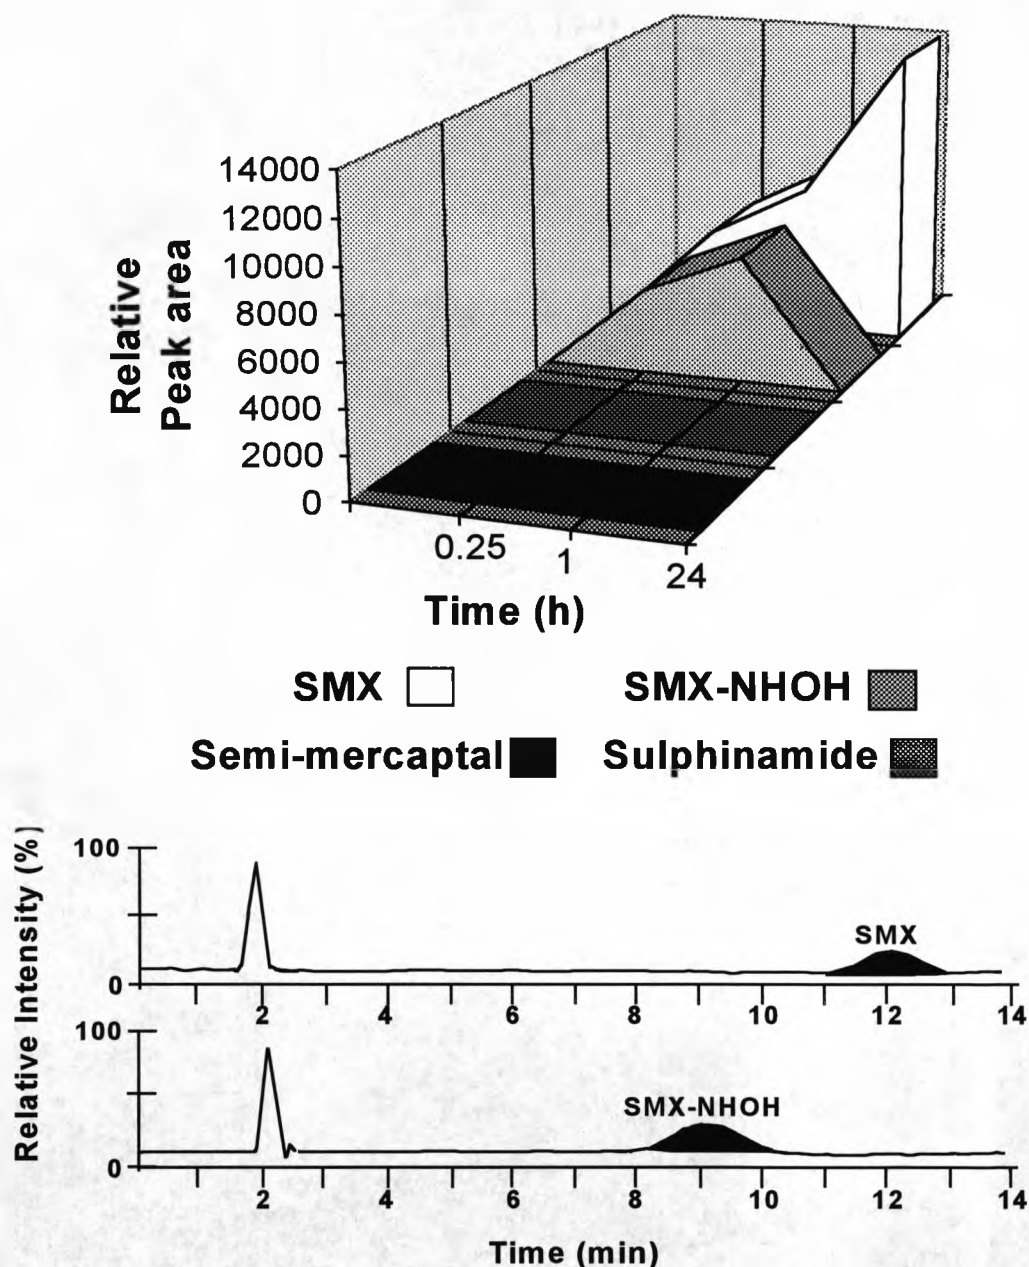 14000
12000
10000
8000
6000
4000
2000
0
Relative
Peak area
0.25
1
24
Time (h)
SMX
SMX-NHOH
Semi-mercaptal
Sulphinamide
Relative Intensity (%)
100
0
SMX
2 4 6 8 10 12 14
100
0
SMX-NHOH
2 4 6 8 10 12 14
Time (min)